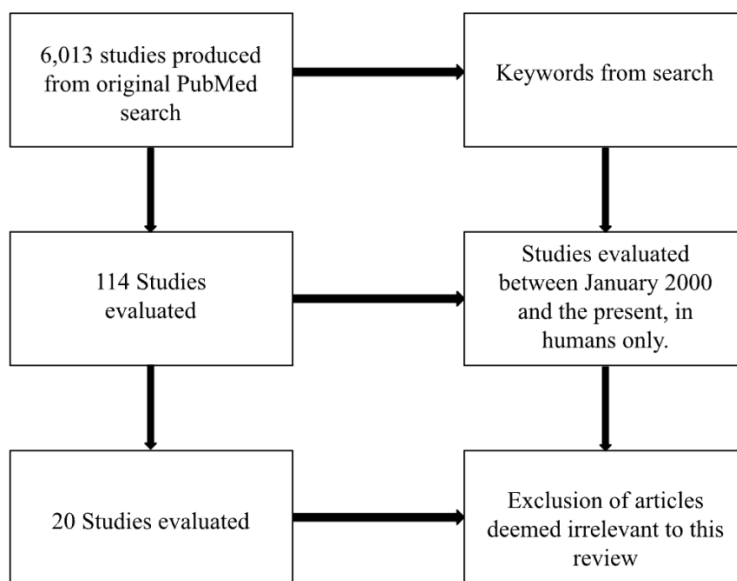 6,013 studies produced
from original PubMed
search
Keywords from search
114 Studies
evaluated
Studies evaluated
between January 2000
and the present, in
humans only.
20 Studies evaluated
Exclusion of articles
deemed irrelevant to this
review